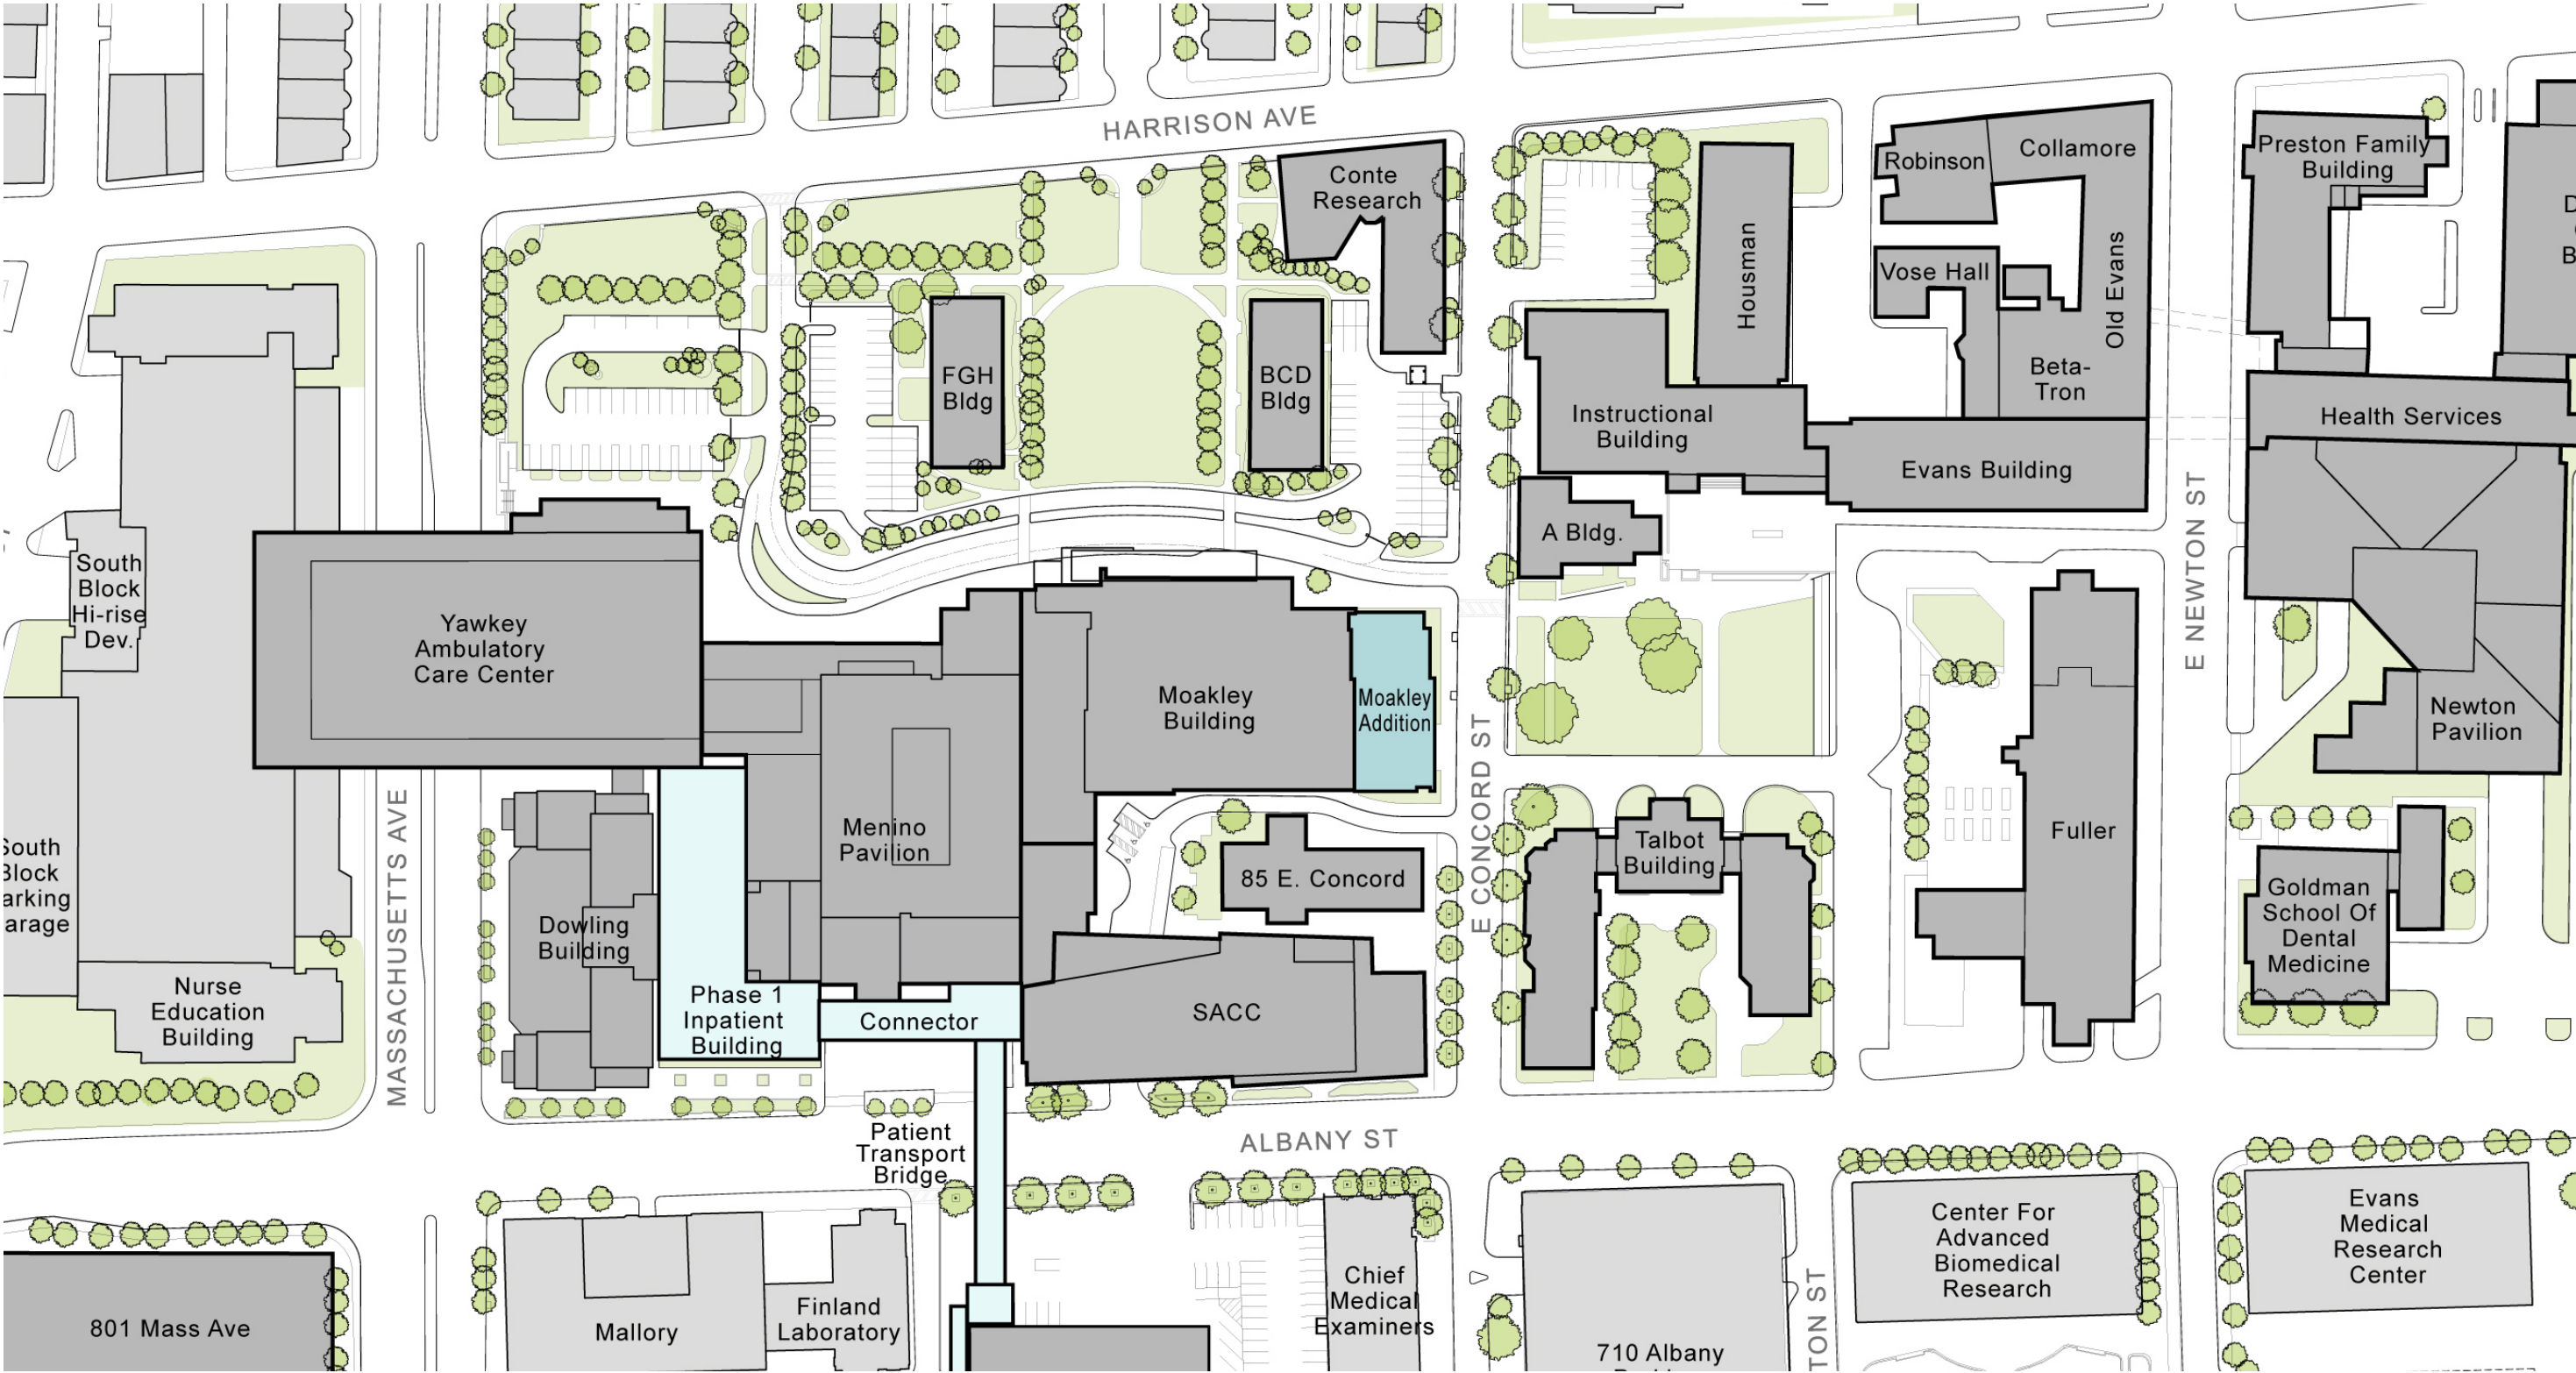 HARRISON AVE
Conte
Research
Housman
Robinson
Collamore
Vose Hall
Old Evans
Beta-
Tron
Preston Family
Building
FGH
Bldg
BCD
Bldg
Instructional
Building
Evans Building
Health Services
A Bldg.
E NEWTON ST
South
Block
Hi-rise
Dev.
Yawkey
Ambulatory
Care Center
Moakley
Building
Moakley
Addition
Newton
Pavilion
E CONCORD ST
MASSACHUSETTS AVE
Menino
Pavilion
85 E. Concord
Talbot
Building
Fuller
South
Block
arking
arage
Dowling
Building
Goldman
School Of
Dental
Medicine
Nurse
Education
Building
Phase 1
Inpatient
Building
Connector
SACC
Patient
Transport
Bridge
ALBANY ST
801 Mass Ave
Mallory
Finland
Laboratory
Chief
Medical
Examiners
710 Albany
TON ST
Center For
Advanced
Biomedical
Research
Evans
Medical
Research
Center